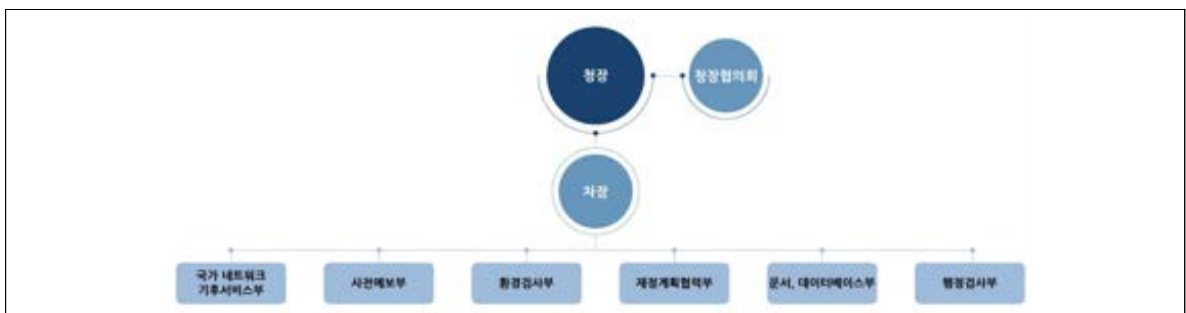 청장
청장협의회
차장
국가 네트워크
기후서비스부
사전예보부
환경검사부
재정계획협력부
문서, 데이터베이스부
행정검사부